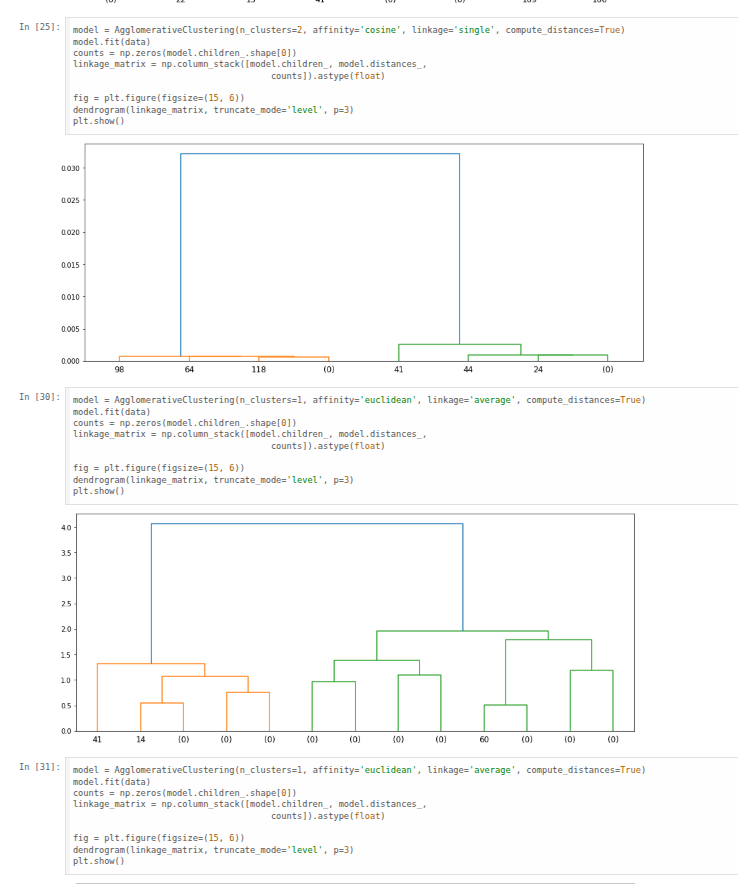 (0) 22 13 41 (0) (0) 109 106
In [25]:
model = AgglomerativeClustering(n_clusters=2, affinity='cosine', linkage='single', compute_distances=True)
model.fit(data)
counts = np.zeros(model.children_.shape[0])
linkage_matrix = np.column_stack([model.children_, model.distances_,
counts]).astype(float)
fig = plt.figure(figsize=(15, 6))
dendrogram(linkage_matrix, truncate_mode='level', p=3)
plt.show()
0.030
0.025
0.020
0.015
0.010
0.005
0.000
98 64 118 (0) 41 44 24 (0)
In [30]:
model = AgglomerativeClustering(n_clusters=1, affinity='euclidean', linkage='average', compute_distances=True)
model.fit(data)
counts = np.zeros(model.children_.shape[0])
linkage_matrix = np.column_stack([model.children_, model.distances_,
counts]).astype(float)
fig = plt.figure(figsize=(15, 6))
dendrogram(linkage_matrix, truncate_mode='level', p=3)
plt.show()
4.0
3.5
3.0
2.5
2.0
1.5
1.0
0.5
0.0
41 14 (0) (0) (0) (0) (0) (0) (0) 60 (0) (0) (0)
In [31]:
model = AgglomerativeClustering(n_clusters=1, affinity='euclidean', linkage='average', compute_distances=True)
model.fit(data)
counts = np.zeros(model.children_.shape[0])
linkage_matrix = np.column_stack([model.children_, model.distances_,
counts]).astype(float)
fig = plt.figure(figsize=(15, 6))
dendrogram(linkage_matrix, truncate_mode='level', p=3)
plt.show()